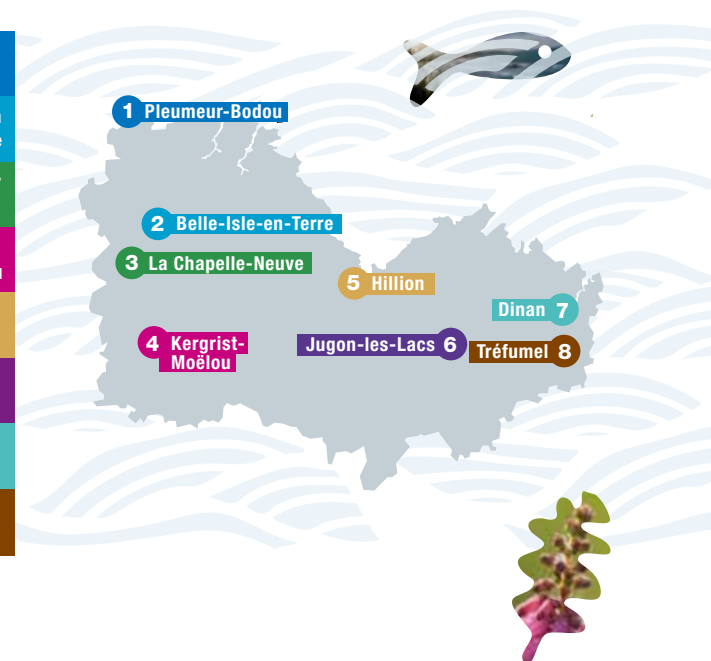 1 Pleumeur-Bodou
2 Belle-Isle-en-Terre
3 La Chapelle-Neuve
5 Hillion
Dinan 7
4 Kergrist-
Moëlou
Jugon-les-Lacs 6
Tréfumel 8